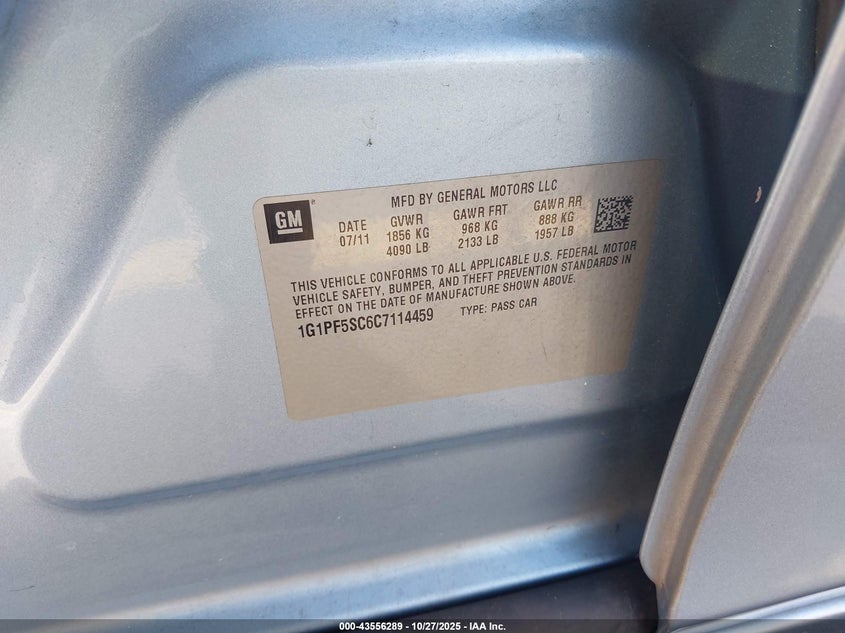 MFD BY GENERAL MOTORS LLC
GM
DATE GVWR GAWR FRT GAWR RR
07/11 1856 KG 968 KG 888 KG
4090 LB 2133 LB 1957 LB
THIS VEHICLE CONFORMS TO ALL APPLICABLE U.S. FEDERAL MOTOR
VEHICLE SAFETY, BUMPER, AND THEFT PREVENTION STANDARDS IN
EFFECT ON THE DATE OF MANUFACTURE SHOWN ABOVE.
1G1PF5SC6C7114459 TYPE: PASS CAR
000-43556289 - 10/27/2025 - IAA Inc.